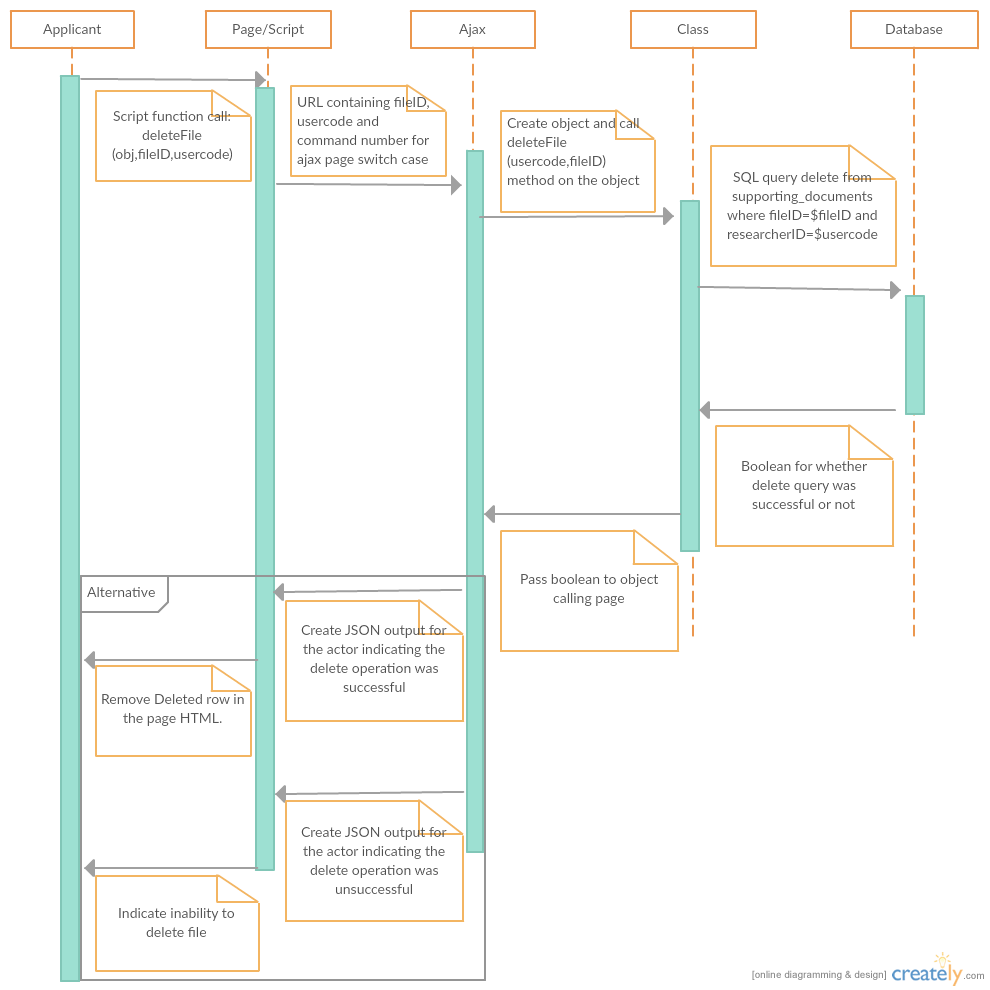 Applicant
Page/Script
Ajax
Class
Database
Script function call:
deleteFile
(obj,fileID,usercode)
URL containing fileID,
usercode and
command number for
ajax page switch case
Create object and call
deleteFile
(usercode,fileID)
method on the object
SQL query delete from
supporting_documents
where fileID=$fileID and
researcherID=$usercode
Boolean for whether
delete query was
successful or not
Pass boolean to object
calling page
Alternative
Create JSON output for
the actor indicating the
delete operation was
successful
Remove Deleted row in
the page HTML.
Create JSON output for
the actor indicating the
delete operation was
unsuccessful
Indicate inability to
delete file
[online diagramming & design] creately.com